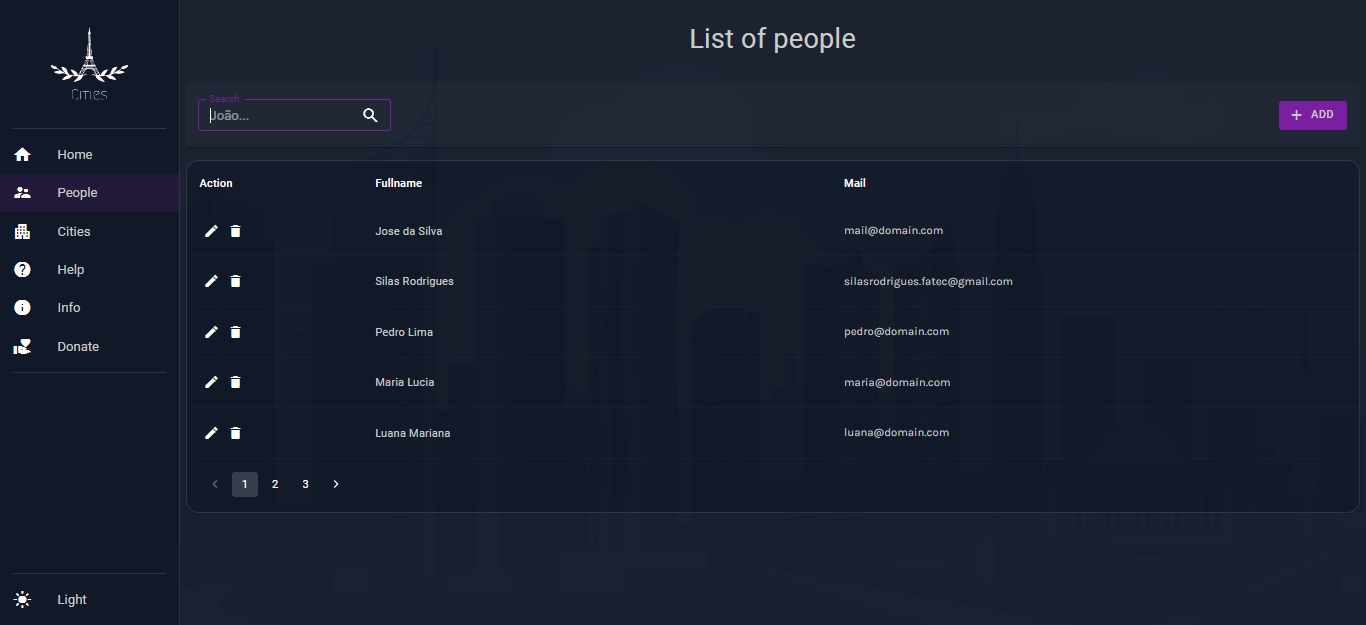 Cities
Home
People
Cities
Help
Info
Donate
Light
List of people
Search
João...
ADD
Action Fullname Mail
Jose da Silva mail@domain.com
Silas Rodrigues silasrodrigues.fatec@gmail.com
Pedro Lima pedro@domain.com
Maria Lucia maria@domain.com
Luana Mariana luana@domain.com
1 2 3